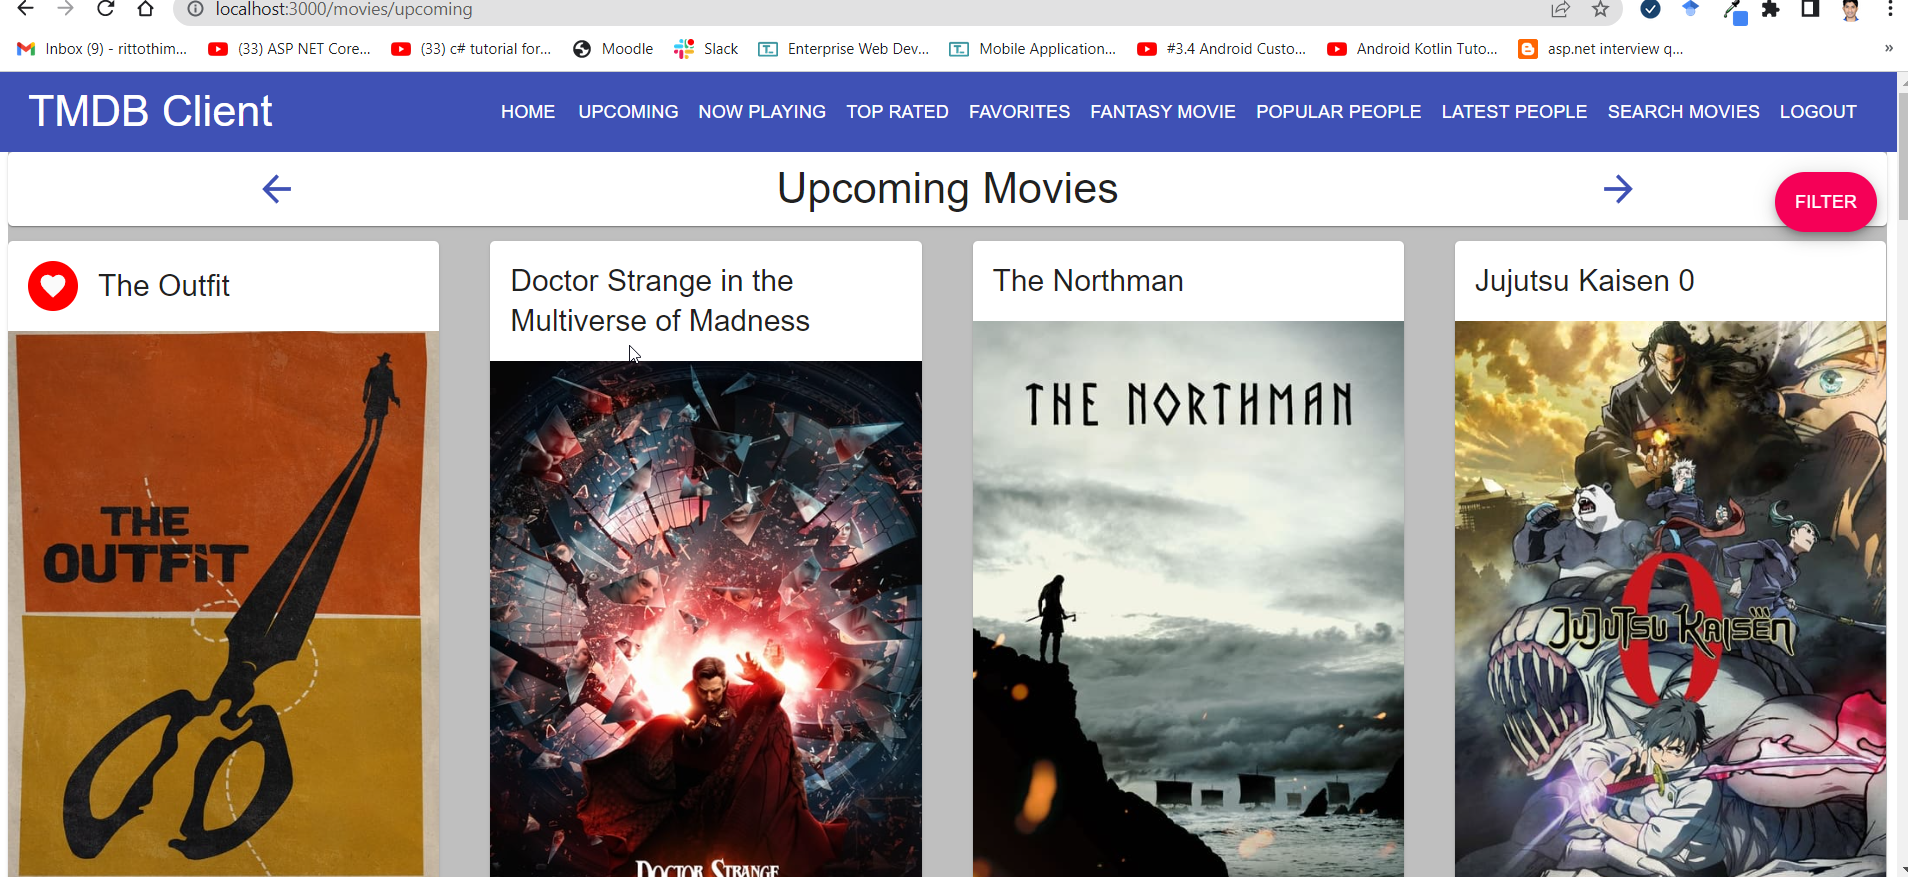 localhost:3000/movies/upcoming
Inbox (9) - rittothim... (33) ASP NET Core... (33) c# tutorial for... Moodle Slack Enterprise Web Dev... Mobile Application... #3.4 Android Custo... Android Kotlin Tuto... asp.net interview q... »
TMDB Client HOME UPCOMING NOW PLAYING TOP RATED FAVORITES FANTASY MOVIE POPULAR PEOPLE LATEST PEOPLE SEARCH MOVIES LOGOUT
Upcoming Movies
FILTER
The Outfit
Doctor Strange in the
Multiverse of Madness
The Northman
Jujutsu Kaisen 0
THE
OUTFIT
DOCTOR STRANGE
THE NORTHMAN
0
JUJUTSU KAISEN